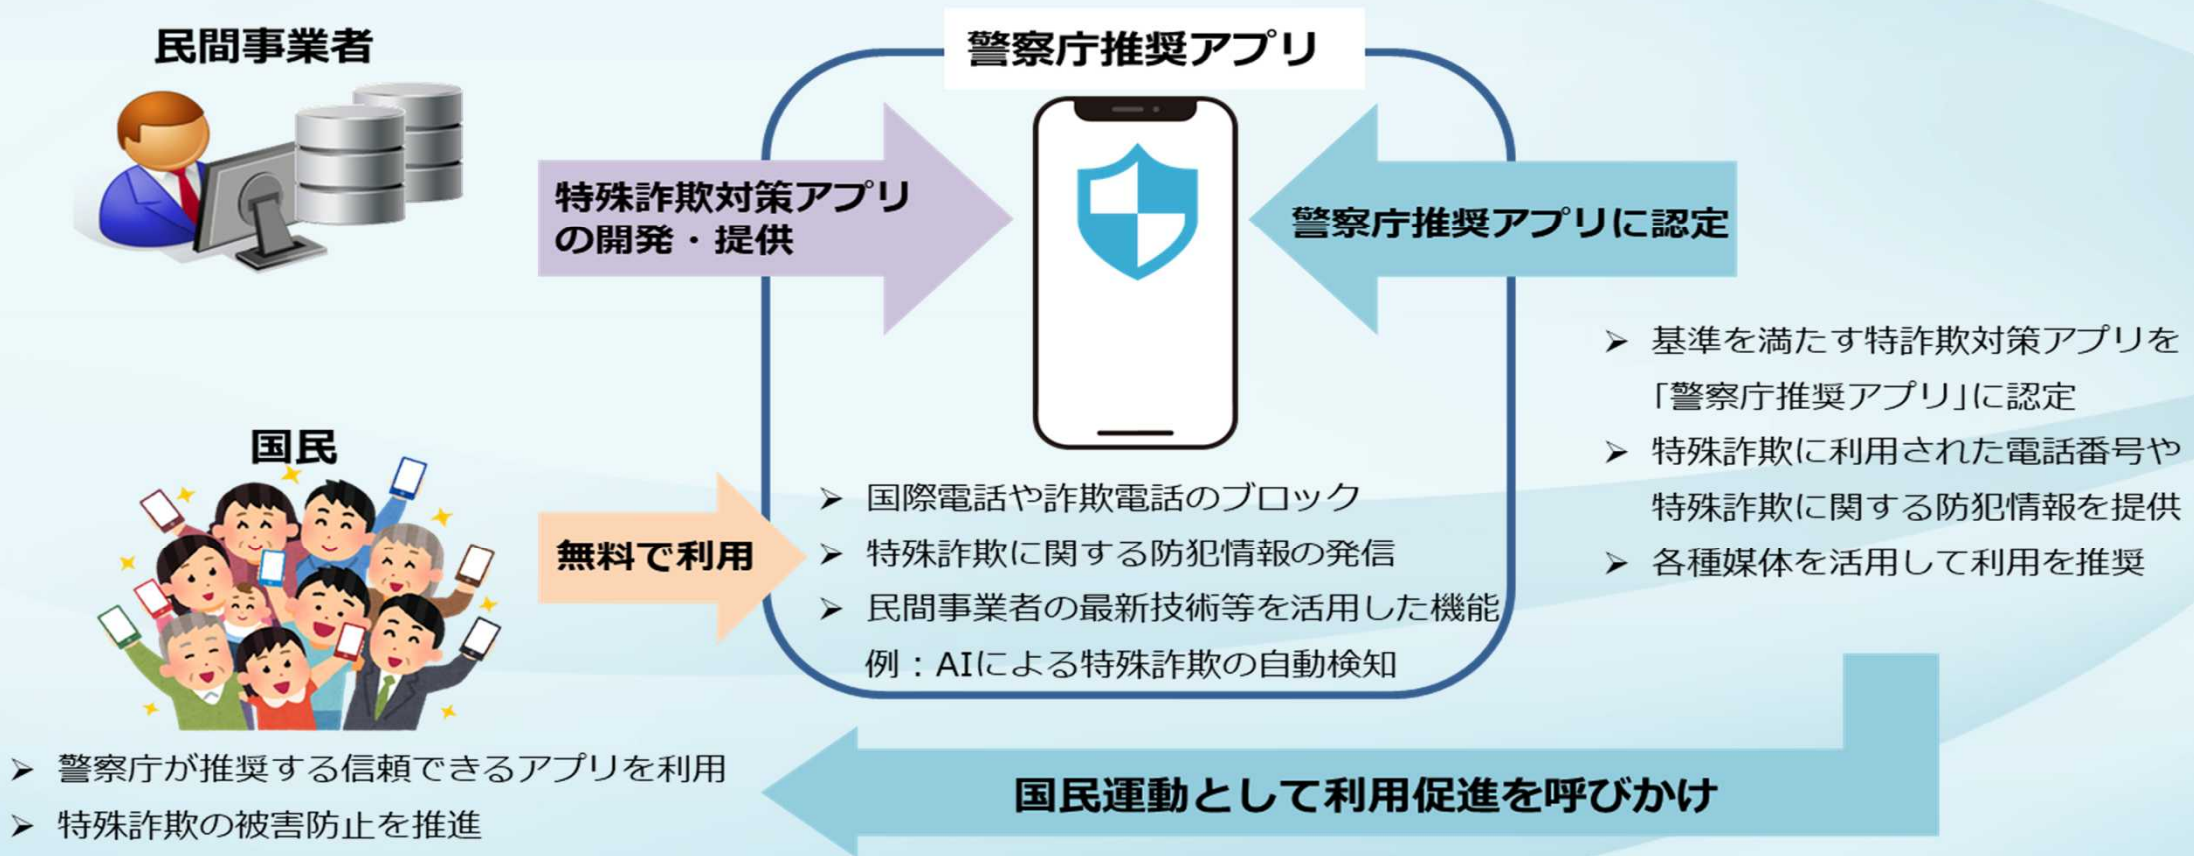 民間事業者
警察庁推奨アプリ
特殊詐欺対策アプリ
の開発・提供
警察庁推奨アプリに認定
➢ 基準を満たす特詐欺対策アプリを
「警察庁推奨アプリ」に認定
➢ 特殊詐欺に利用された電話番号や
特殊詐欺に関する防犯情報を提供
➢ 各種媒体を活用して利用を推奨
国民
無料で利用
➢ 国際電話や詐欺電話のブロック
➢ 特殊詐欺に関する防犯情報の発信
➢ 民間事業者の最新技術等を活用した機能
例：AIによる特殊詐欺の自動検知
➢ 警察庁が推奨する信頼できるアプリを利用
➢ 特殊詐欺の被害防止を推進
国民運動として利用促進を呼びかけ